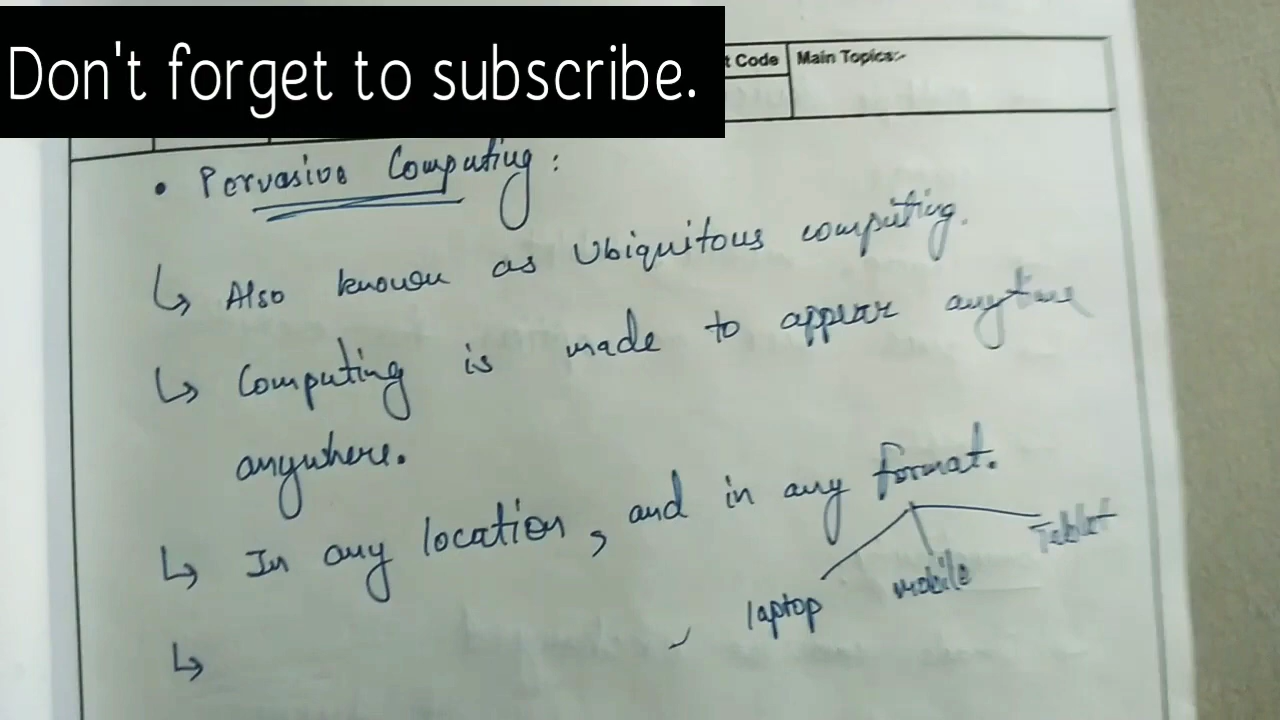 Don't forget to subscribe.
t Code
Main Topics:-
• Pervasive Computing:
↳ Also known as Ubiquitous computing.
↳ Computing is made to appear anytime
anywhere.
↳ In any location, and in any format.
laptop mobile Tablet
↳